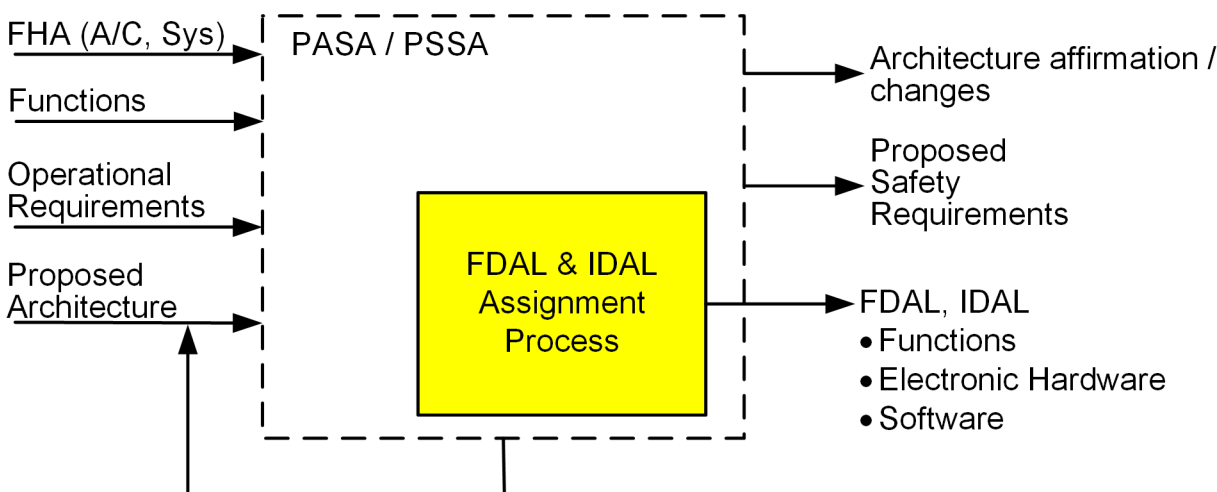 FHA (A/C, Sys)
Functions
Operational
Requirements
Proposed
Architecture
PASA / PSSA
FDAL & IDAL
Assignment
Process
Architecture affirmation /
changes
Proposed
Safety
Requirements
FDAL, IDAL
• Functions
• Electronic Hardware
• Software